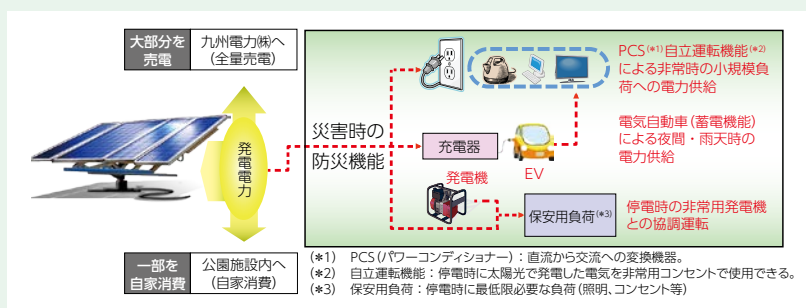 大部分を
売電
九州電力㈱へ
(全量売電)
発電電力
災害時の
防災機能
充電器
EV
発電機
保安用負荷(*3)
PCS(*1)自立運転機能(*2)
による非常時の小規模負
荷への電力供給
電気自動車(蓄電機能)
による夜間・雨天時の
電力供給
停電時の非常用発電機
との協調運転
一部を
自家消費
公園施設内へ
(自家消費)
(*1) PCS(パワーコンディショナー):直流から交流への変換機器。
(*2) 自立運転機能:停電時に太陽光で発電した電気を非常用コンセントで使用できる。
(*3) 保安用負荷:停電時に最低限必要な負荷(照明、コンセント等)